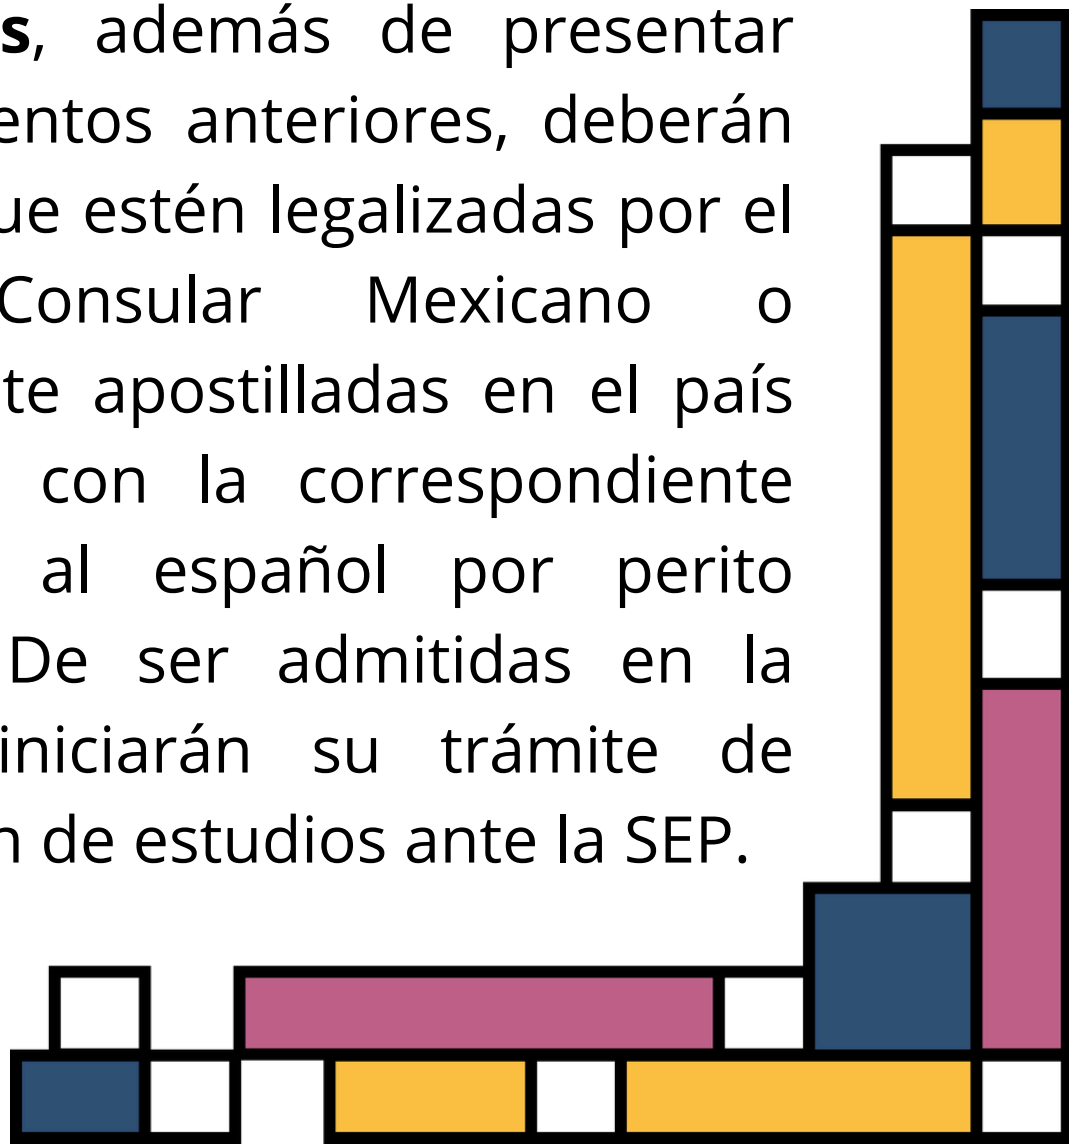 s, además de presentar
entos anteriores, deberán
ue estén legalizadas por el
Consular Mexicano o
te apostilladas en el país
con la correspondiente
al español por perito
De ser admitidas en la
iniciarán su trámite de
n de estudios ante la SEP.